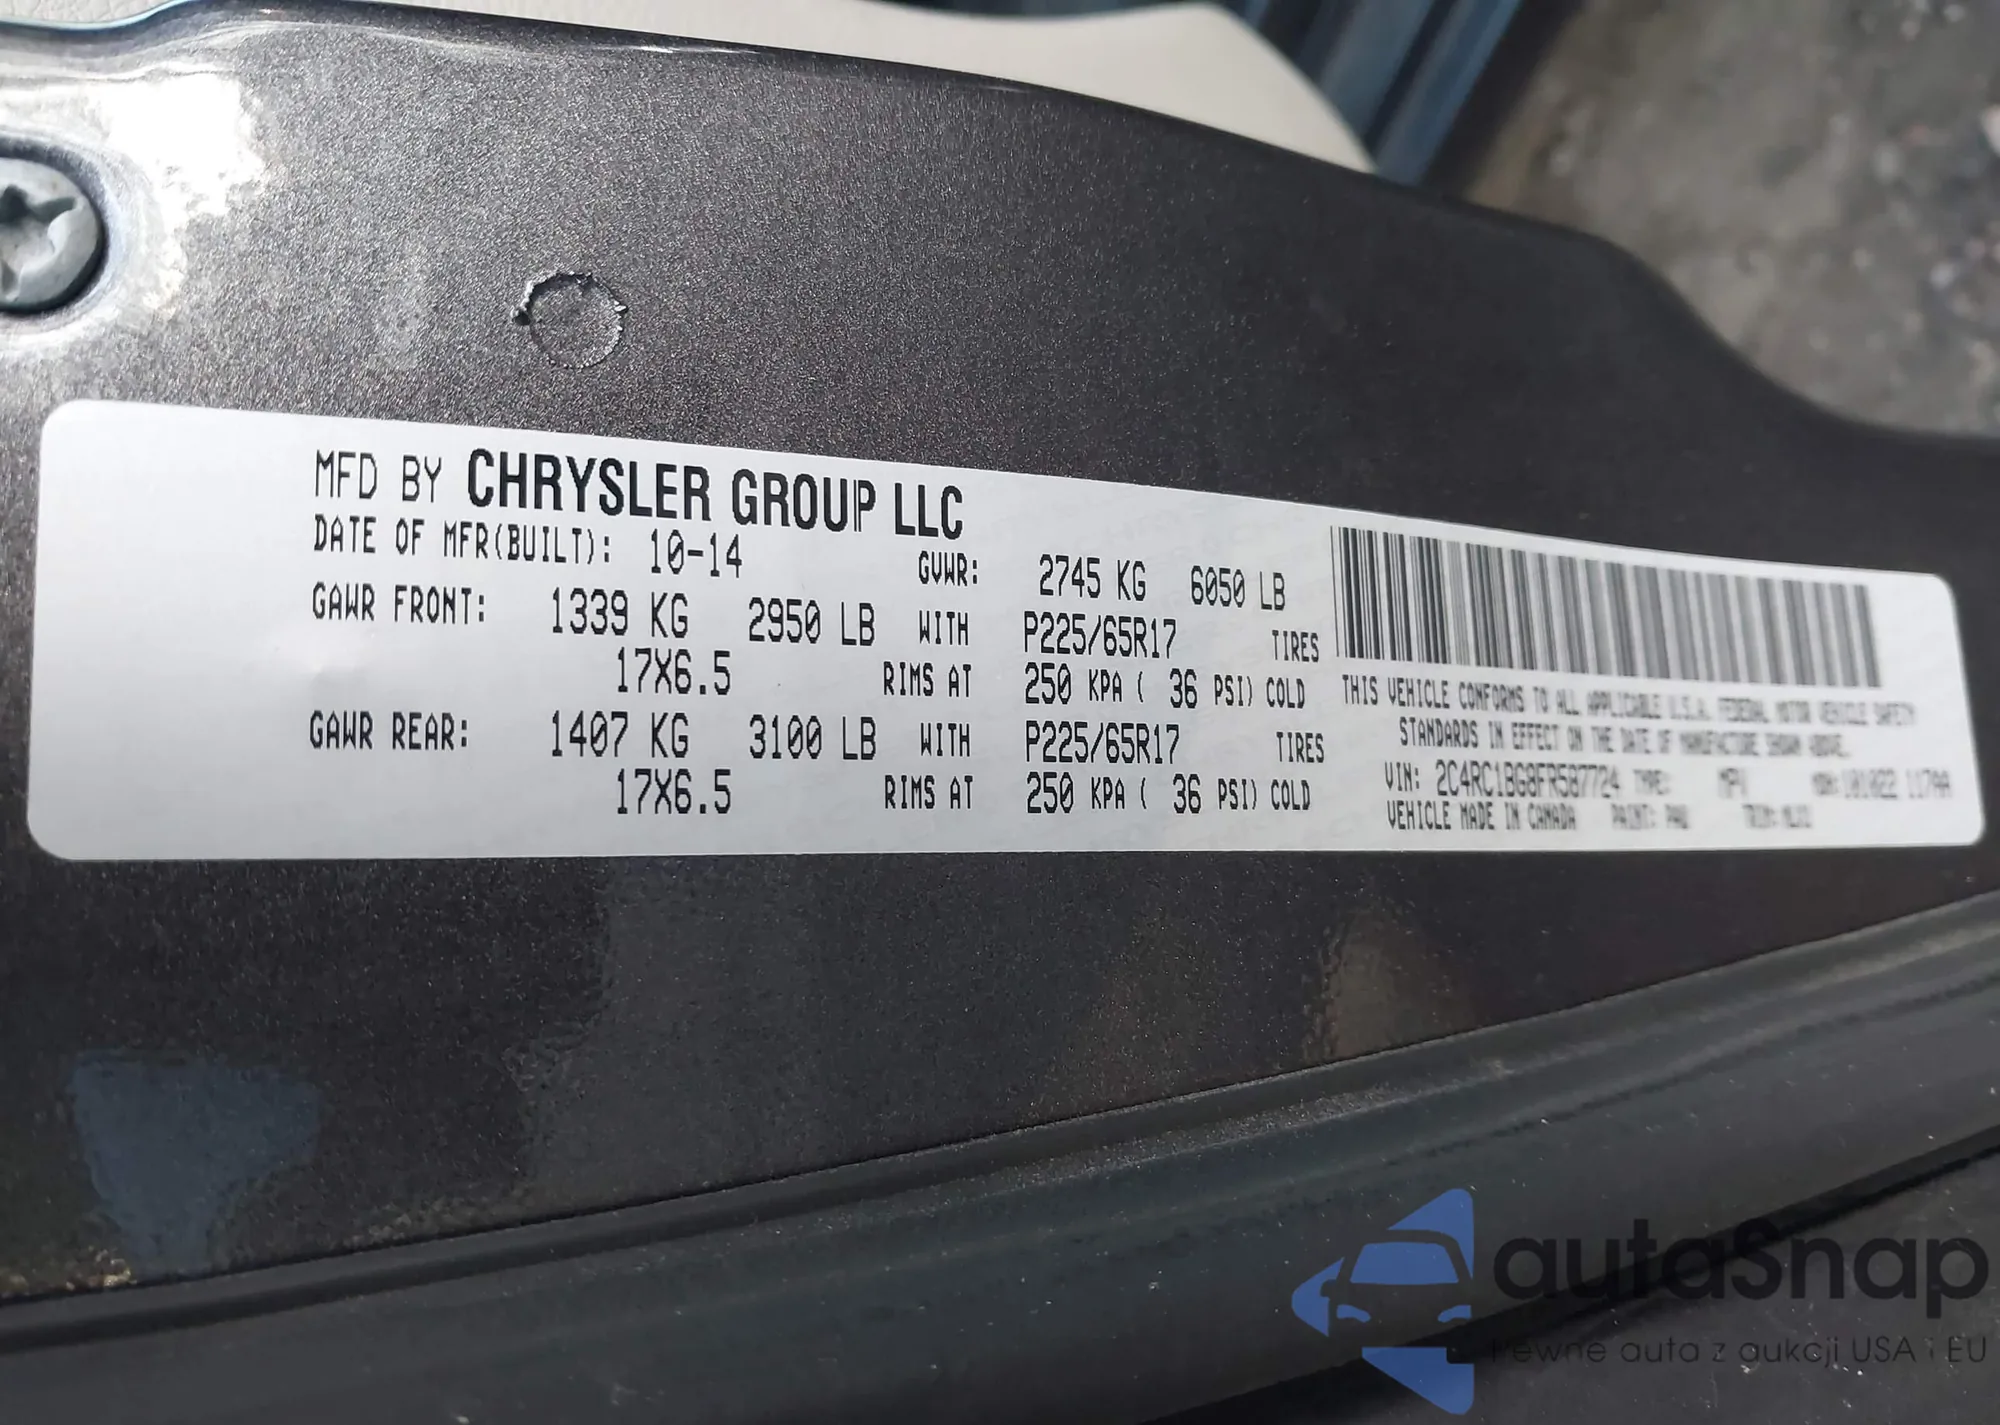 MFD BY CHRYSLER GROUP LLC
DATE OF MFR(BUILT): 10-14 GVWR: 2745 KG 6050 LB
GAWR FRONT: 1339 KG 2950 LB WITH P225/65R17 TIRES
17X6.5 RIMS AT 250 KPA ( 36 PSI) COLD
GAWR REAR: 1407 KG 3100 LB WITH P225/65R17 TIRES
17X6.5 RIMS AT 250 KPA ( 36 PSI) COLD
THIS VEHICLE CONFORMS TO ALL APPLICABLE U.S.A. FEDERAL MOTOR VEHICLE SAFETY
STANDARDS IN EFFECT ON THE DATE OF MANUFACTURE SHOWN ABOVE.
VIN: 2C4RC1BG8FR587724 TYPE: MPV
VEHICLE MADE IN CANADA PAINT: TRIM:
autaSnap
Pewne auta z aukcji USA i EU